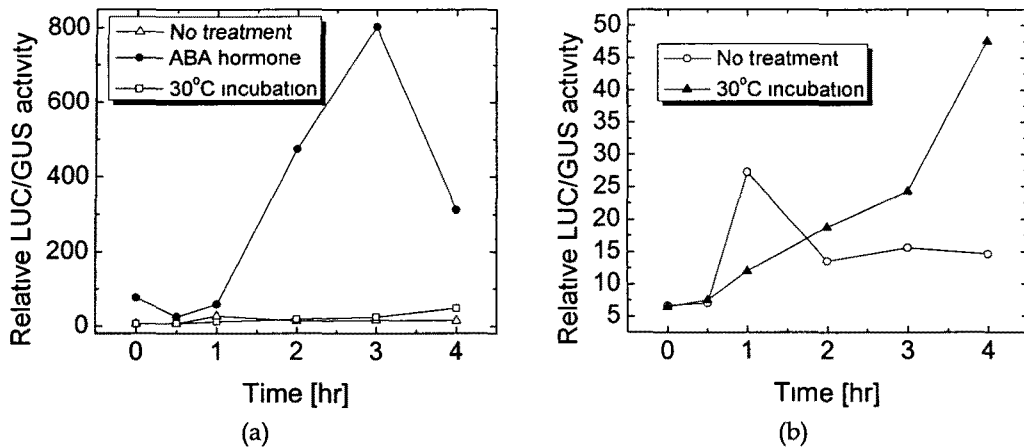 Relative LUC/GUS activity
800
600
400
200
0
No treatment
ABA hormone
30°C incubation
0 1 2 3 4
Time [hr]
(a)
Relative LUC/GUS activity
50
45
40
35
30
25
20
15
10
5
No treatment
30°C incubation
0 1 2 3 4
Time [hr]
(b)